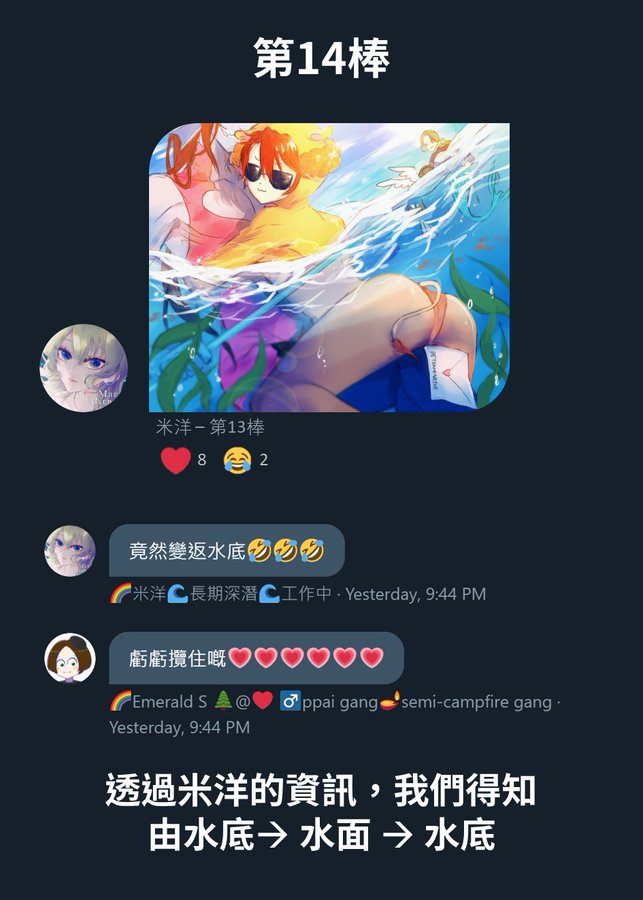 第14棒
米洋 – 第13棒
❤️ 8 😂 2
竟然變返水底🤣🤣🤣
🌈米洋🌊長期深潛🌊工作中 · Yesterday, 9:44 PM
虧虧攬住嘅💗💗💗💗💗💗
🌈Emerald S 🌲@❤️ ♂️ppai gang🪔semi-campfire gang ·
Yesterday, 9:44 PM
透過米洋的資訊，我們得知
由水底→ 水面 → 水底